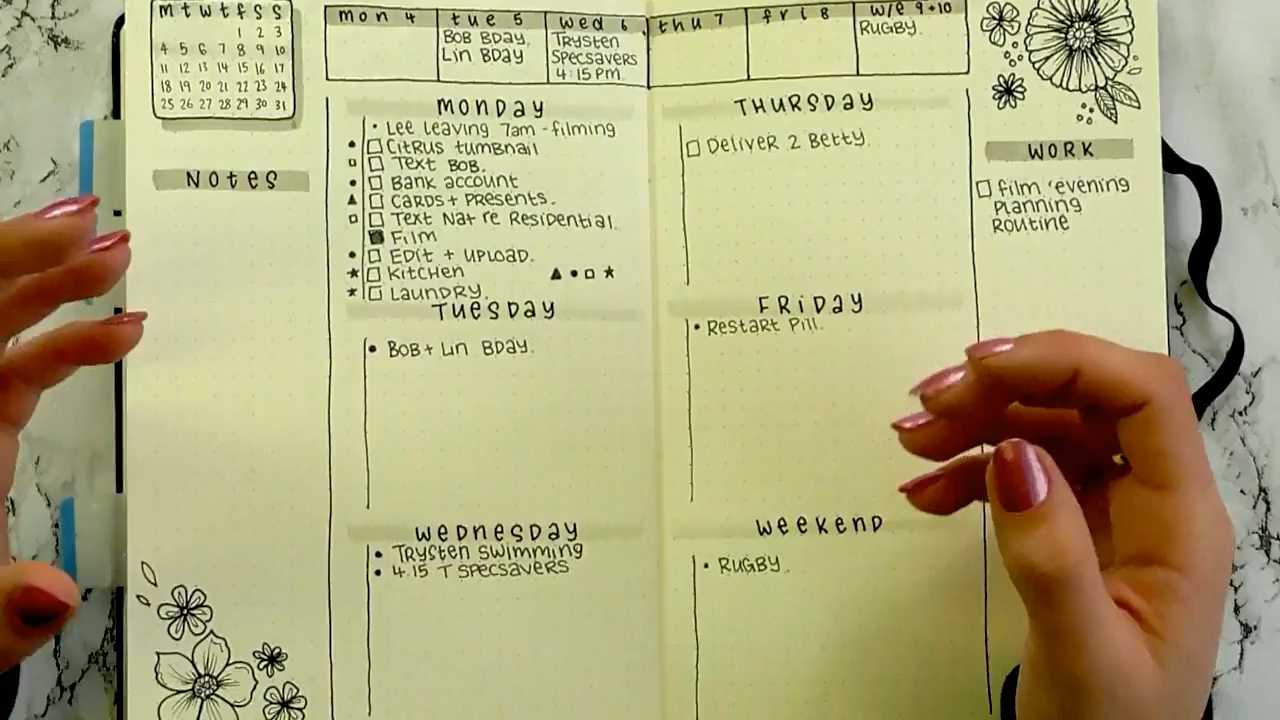 m t w t f s s
1 2 3
4 5 6 7 8 9 10
11 12 13 14 15 16 17
18 19 20 21 22 23 24
25 26 27 28 29 30 31
Notes
mon 4
tue 5
BOB BDAY.
Lin BDAY
wed 6
Trysten
Specsavers
4:15 PM.
thu 7
fri 8
w/e 9+10
RUGBY.
Monday
• Lee Leaving 7am - filming
Citrus tumbnail
Text BOB.
Bank account
Cards + Presents.
Text Nat re Residential.
Film
Edit + Upload.
Kitchen
Laundry.
Tuesday
• BOB + Lin BDAY.
Wednesday
• Trysten Swimming
• 4.15 T Specsavers
Thursday
Deliver 2 Betty.
Friday
• Restart Pill.
Weekend
• RUGBY.
Work
Film 'evening
Planning
Routine